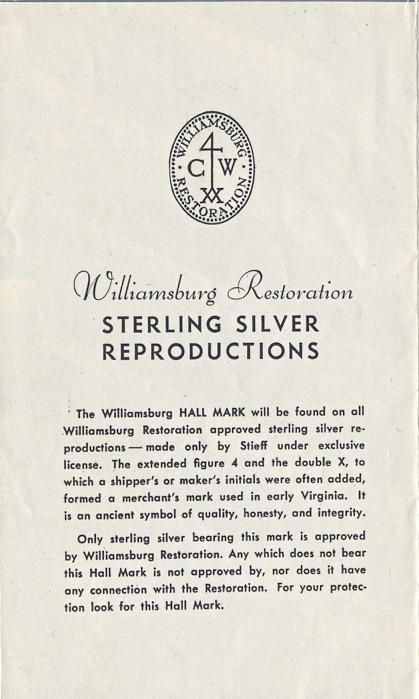 WILLIAMSBURG
4
C W
XX
RESTORATION
Williamsburg Restoration
STERLING SILVER
REPRODUCTIONS
The Williamsburg HALL MARK will be found on all
Williamsburg Restoration approved sterling silver re-
productions — made only by Stieff under exclusive
license. The extended figure 4 and the double X, to
which a shipper's or maker's initials were often added,
formed a merchant's mark used in early Virginia. It
is an ancient symbol of quality, honesty, and integrity.
Only sterling silver bearing this mark is approved
by Williamsburg Restoration. Any which does not bear
this Hall Mark is not approved by, nor does it have
any connection with the Restoration. For your protec-
tion look for this Hall Mark.